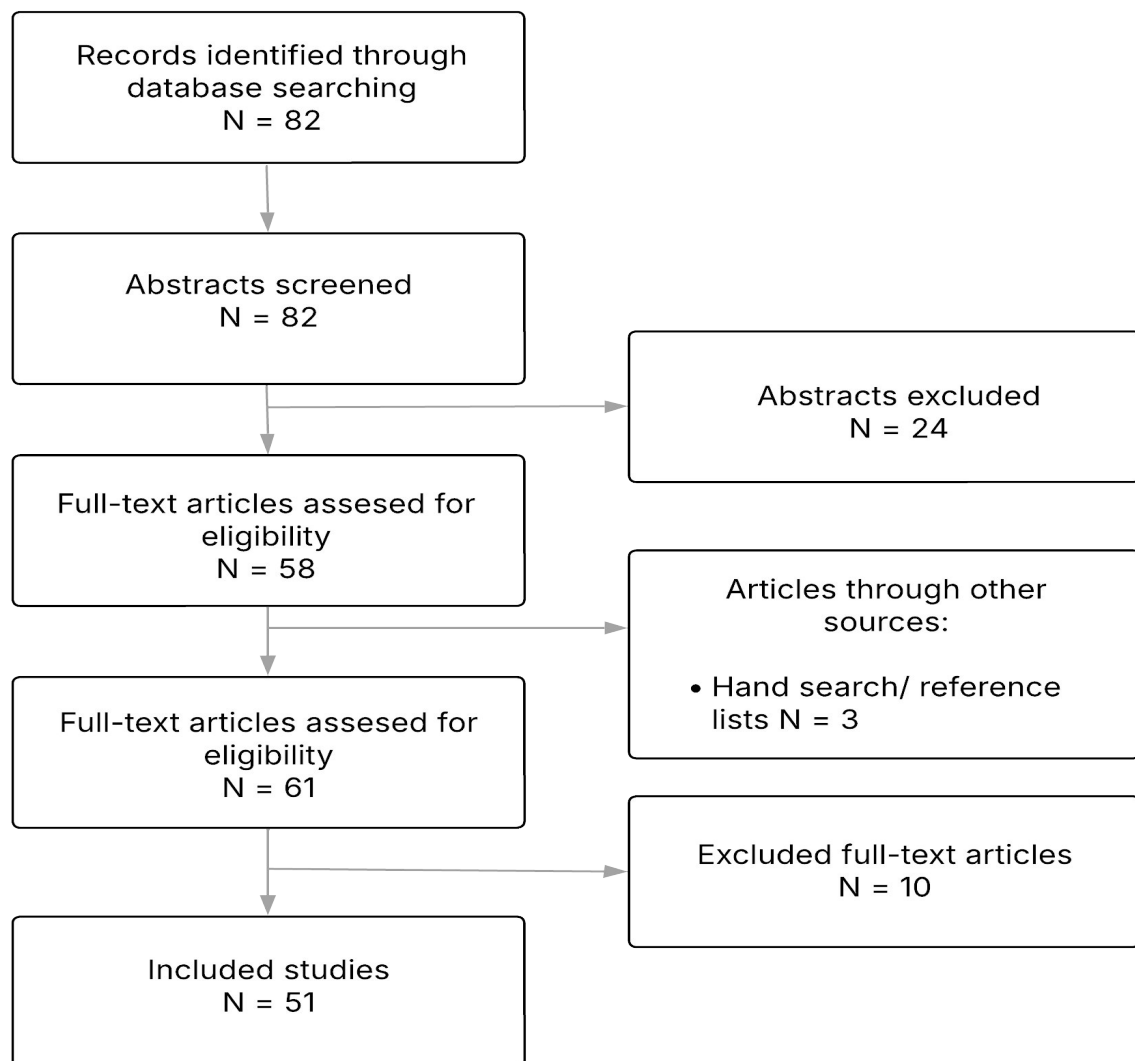 Records identified through
database searching
N = 82
Abstracts screened
N = 82
Abstracts excluded
N = 24
Full-text articles assesed for
eligibility
N = 58
Articles through other
sources:
• Hand search/ reference
lists N = 3
Full-text articles assesed for
eligibility
N = 61
Excluded full-text articles
N = 10
Included studies
N = 51